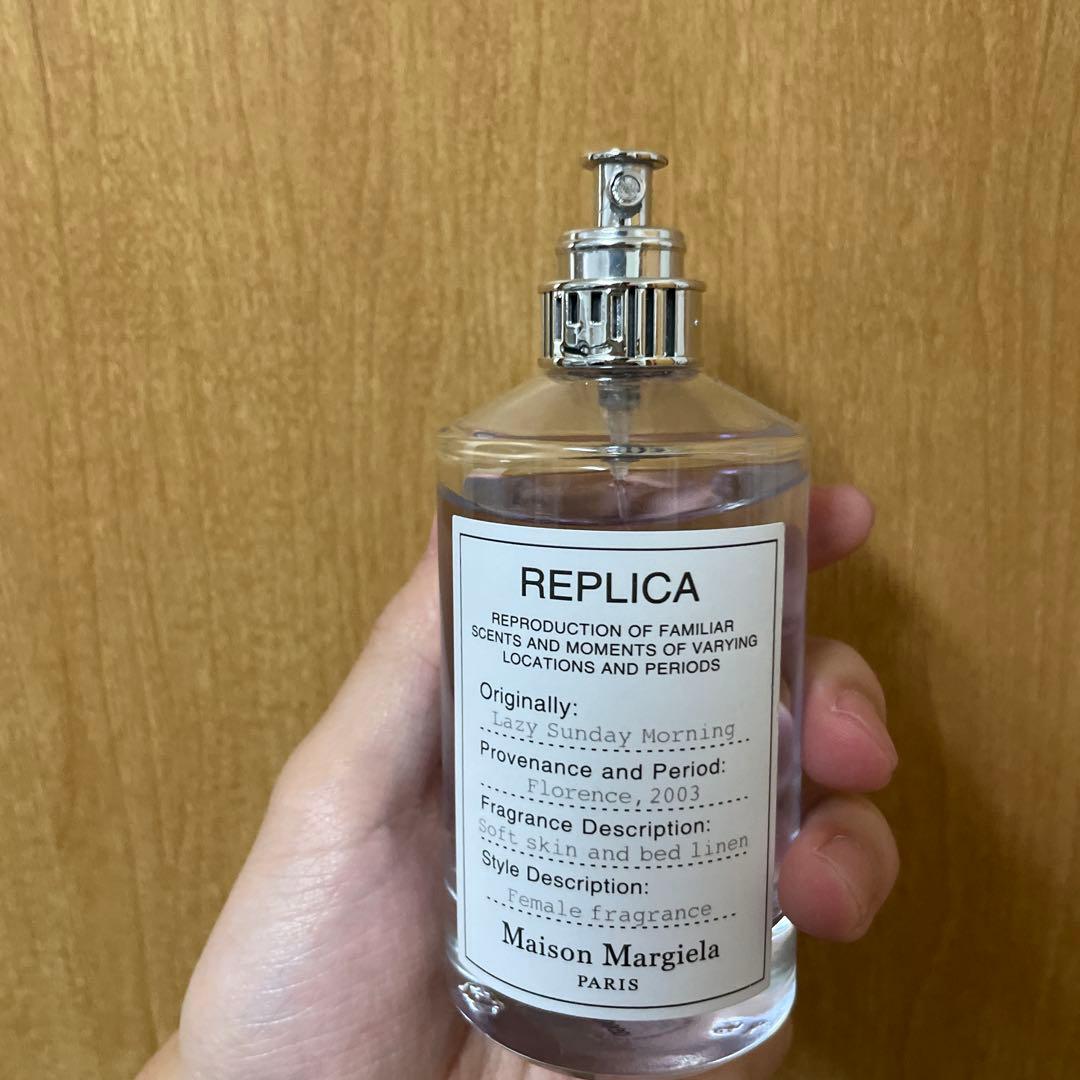 REPLICA
REPRODUCTION OF FAMILIAR
SCENTS AND MOMENTS OF VARYING
LOCATIONS AND PERIODS
Originally:
Lazy Sunday Morning
Provenance and Period:
Florence, 2003
Fragrance Description:
Soft skin and bed linen
Style Description:
Female fragrance
Maison Margiela
PARIS